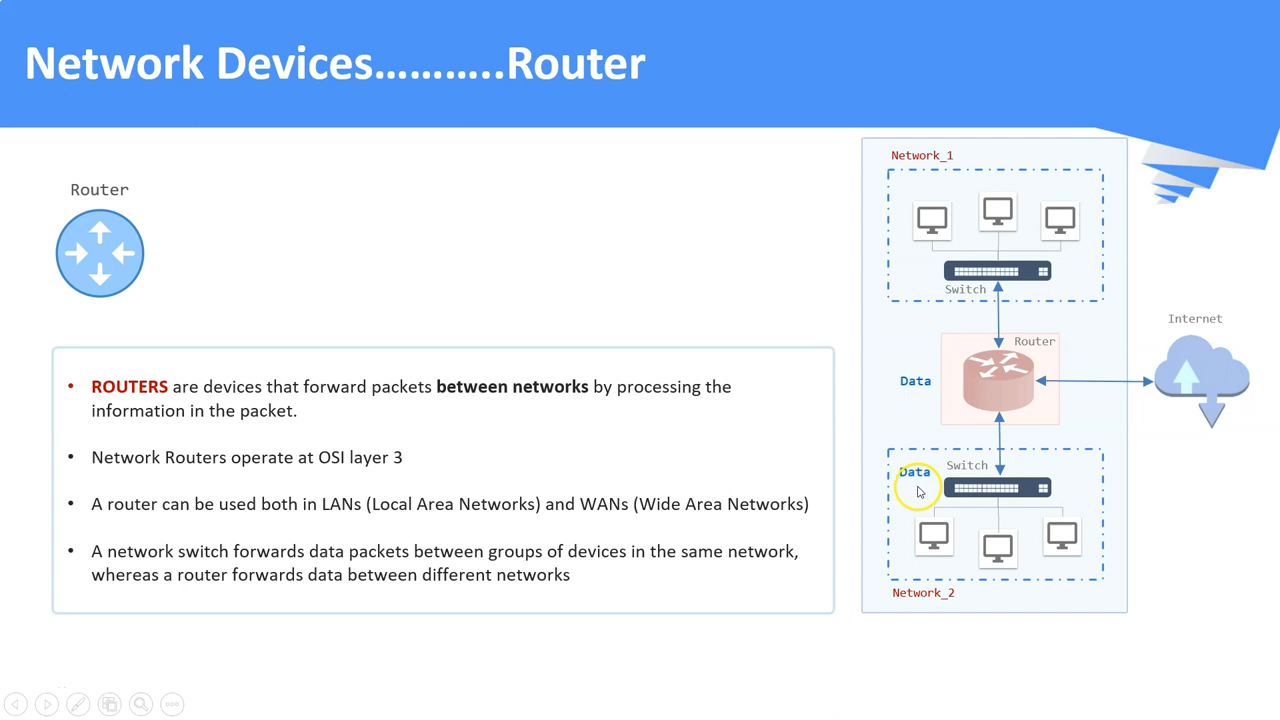 Network Devices………..Router
Router
• ROUTERS are devices that forward packets between networks by processing the
information in the packet.
• Network Routers operate at OSI layer 3
• A router can be used both in LANs (Local Area Networks) and WANs (Wide Area Networks)
• A network switch forwards data packets between groups of devices in the same network,
whereas a router forwards data between different networks
Network_1
Switch
Router
Data
Internet
Data
Switch
Network_2